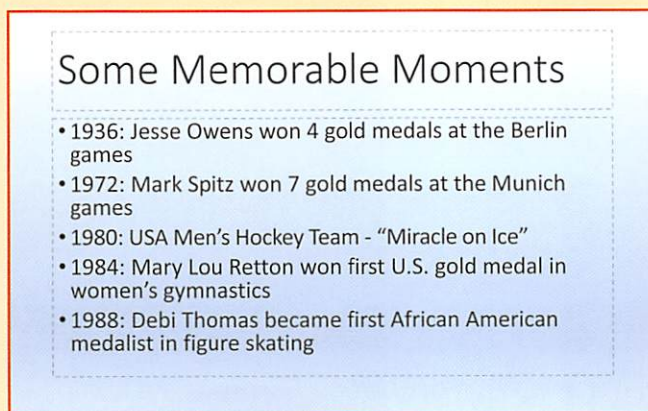 Some Memorable Moments
• 1936: Jesse Owens won 4 gold medals at the Berlin
games
• 1972: Mark Spitz won 7 gold medals at the Munich
games
• 1980: USA Men's Hockey Team - "Miracle on Ice"
• 1984: Mary Lou Retton won first U.S. gold medal in
women's gymnastics
• 1988: Debi Thomas became first African American
medalist in figure skating